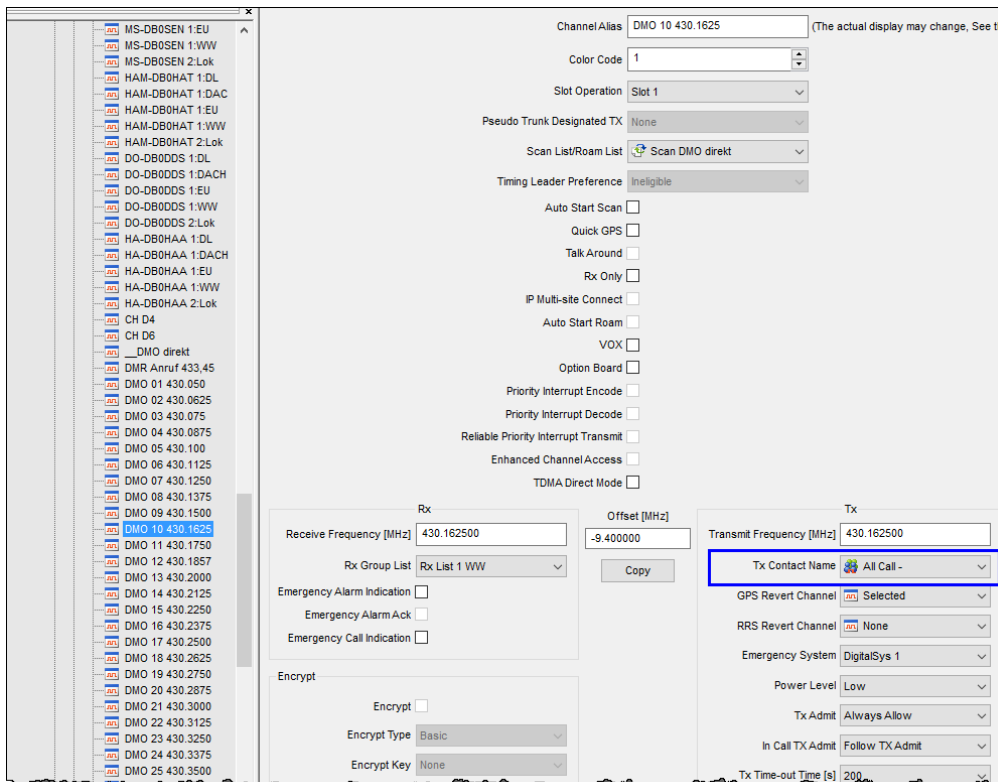 MS-DB0SEN 1:EU
MS-DB0SEN 1:WW
MS-DB0SEN 2:Lok
HAM-DB0HAT 1:DL
HAM-DB0HAT 1:DAC
HAM-DB0HAT 1:EU
HAM-DB0HAT 1:WW
HAM-DB0HAT 2:Lok
DO-DB0DDS 1:DL
DO-DB0DDS 1:DACH
DO-DB0DDS 1:EU
DO-DB0DDS 1:WW
DO-DB0DDS 2:Lok
HA-DB0HAA 1:DL
HA-DB0HAA 1:DACH
HA-DB0HAA 1:EU
HA-DB0HAA 1:WW
HA-DB0HAA 2:Lok
CH D4
CH D6
__DMO direkt
DMR Anruf 433,45
DMO 01 430.050
DMO 02 430.0625
DMO 03 430.075
DMO 04 430.0875
DMO 05 430.100
DMO 06 430.1125
DMO 07 430.1250
DMO 08 430.1375
DMO 09 430.1500
DMO 10 430.1625
DMO 11 430.1750
DMO 12 430.1857
DMO 13 430.2000
DMO 14 430.2125
DMO 15 430.2250
DMO 16 430.2375
DMO 17 430.2500
DMO 18 430.2625
DMO 19 430.2750
DMO 20 430.2875
DMO 21 430.3000
DMO 22 430.3125
DMO 23 430.3250
DMO 24 430.3375
DMO 25 430.3500
Channel Alias DMO 10 430.1625 (The actual display may change, See t
Color Code 1
Slot Operation Slot 1
Pseudo Trunk Designated TX None
Scan List/Roam List Scan DMO direkt
Timing Leader Preference Ineligible
Auto Start Scan
Quick GPS
Talk Around
Rx Only
IP Multi-site Connect
Auto Start Roam
VOX
Option Board
Priority Interrupt Encode
Priority Interrupt Decode
Reliable Priority Interrupt Transmit
Enhanced Channel Access
TDMA Direct Mode
Rx
Receive Frequency [MHz] 430.162500
Rx Group List Rx List 1 WW
Emergency Alarm Indication
Emergency Alarm Ack
Emergency Call Indication
Offset [MHz]
-9.400000
Copy
Tx
Transmit Frequency [MHz] 430.162500
Tx Contact Name All Call -
GPS Revert Channel Selected
RRS Revert Channel None
Emergency System DigitalSys 1
Power Level Low
Tx Admit Always Allow
In Call TX Admit Follow TX Admit
Tx Time-out Time [s] 200
Encrypt
Encrypt
Encrypt Type Basic
Encrypt Key None